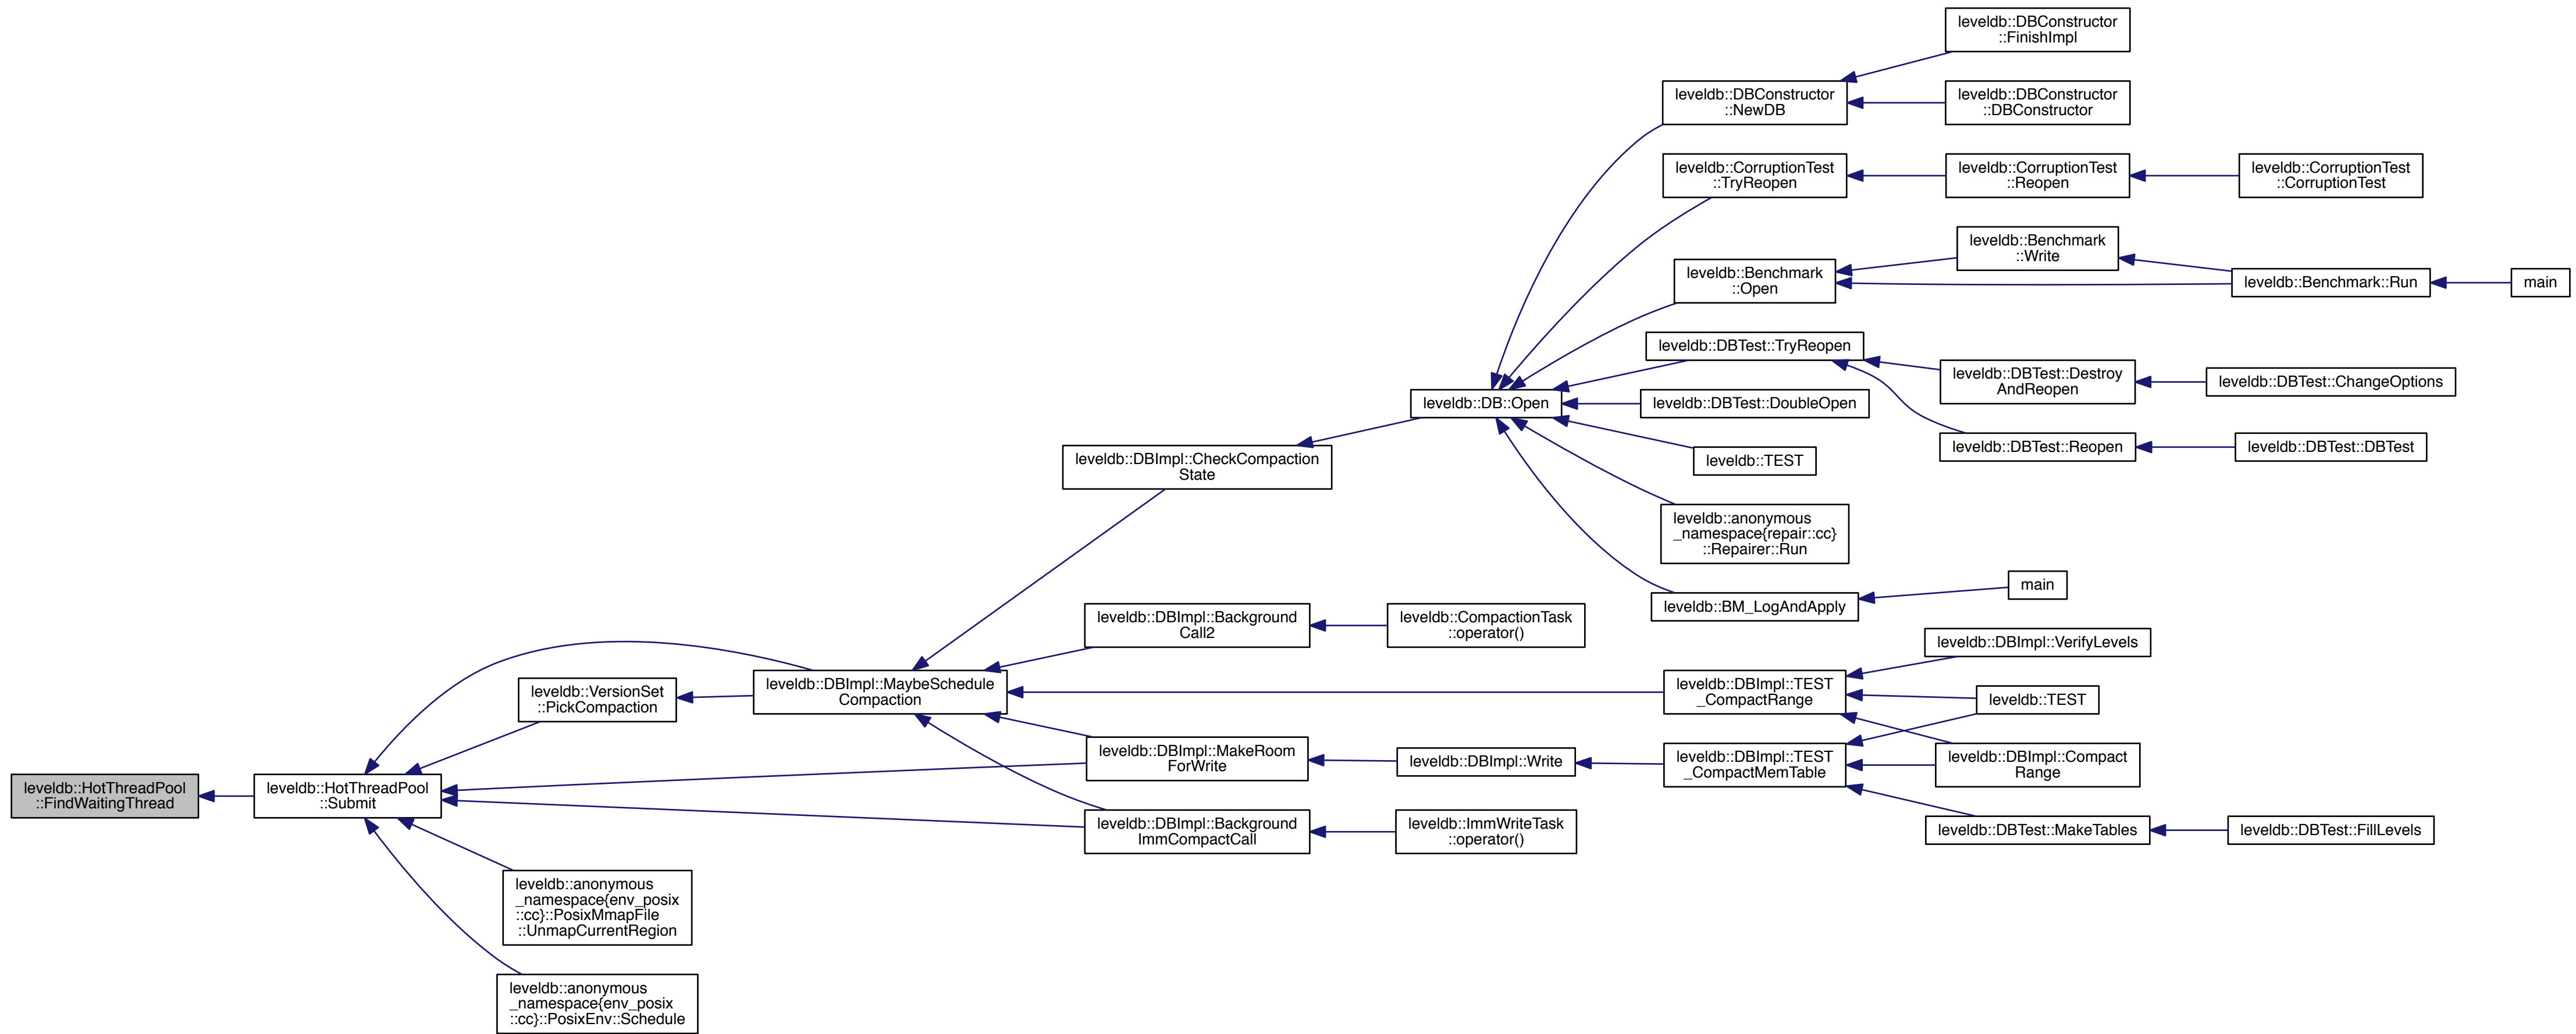 leveldb::DBConstructor
::FinishImpl
leveldb::DBConstructor
::NewDB
leveldb::DBConstructor
::DBConstructor
leveldb::CorruptionTest
::TryReopen
leveldb::CorruptionTest
::Reopen
leveldb::CorruptionTest
::CorruptionTest
leveldb::Benchmark
::Write
leveldb::Benchmark
::Open
leveldb::Benchmark::Run
main
leveldb::DBTest::TryReopen
leveldb::DBTest::Destroy
AndReopen
leveldb::DBTest::ChangeOptions
leveldb::DB::Open
leveldb::DBTest::DoubleOpen
leveldb::DBTest::Reopen
leveldb::DBTest::DBTest
leveldb::DBImpl::CheckCompaction
State
leveldb::TEST
leveldb::anonymous
_namespace{repair::cc}
::Repairer::Run
leveldb::BM_LogAndApply
main
leveldb::DBImpl::Background
Call2
leveldb::CompactionTask
::operator()
leveldb::DBImpl::VerifyLevels
leveldb::VersionSet
::PickCompaction
leveldb::DBImpl::MaybeSchedule
Compaction
leveldb::DBImpl::TEST
_CompactRange
leveldb::TEST
leveldb::DBImpl::MakeRoom
ForWrite
leveldb::DBImpl::Write
leveldb::DBImpl::TEST
_CompactMemTable
leveldb::DBImpl::Compact
Range
leveldb::HotThreadPool
::FindWaitingThread
leveldb::HotThreadPool
::Submit
leveldb::DBImpl::Background
ImmCompactCall
leveldb::ImmWriteTask
::operator()
leveldb::DBTest::MakeTables
leveldb::DBTest::FillLevels
leveldb::anonymous
_namespace{env_posix
::cc}::PosixMmapFile
::UnmapCurrentRegion
leveldb::anonymous
_namespace{env_posix
::cc}::PosixEnv::Schedule